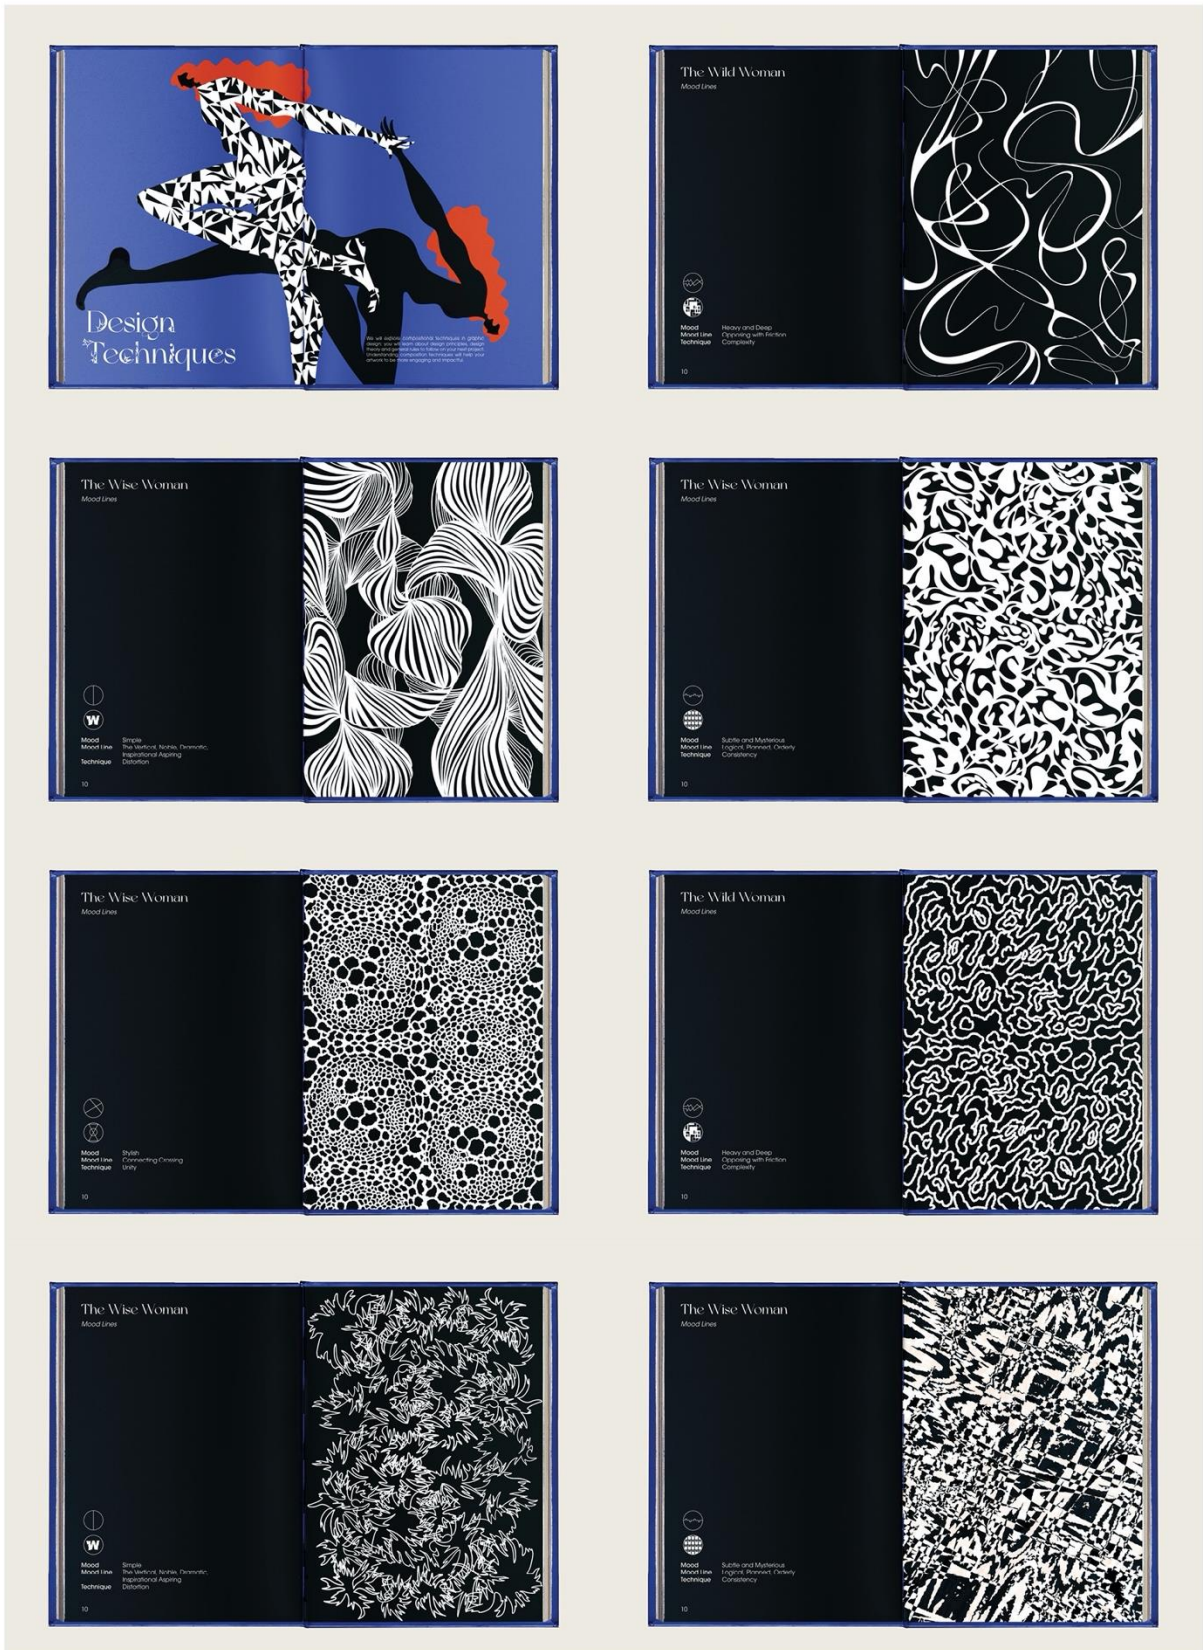 Design
Techniques
We will explore compositional techniques in graphic
design, you will learn about design principles, design
theory and general rules to follow on your next project.
Understanding composition techniques will help your
artwork to be more engaging and impactful.
The Wild Woman
Mood Lines
Mood Heavy and Deep
Mood Line Opposing with Friction
Technique Complexity
10
The Wise Woman
Mood Lines
W
Mood Simple
Mood Line The Vertical, Noble, Dramatic,
Inspirational Aspiring
Technique Distortion
10
The Wise Woman
Mood Lines
Mood Subtle and Mysterious
Mood Line Logical, Planned, Orderly
Technique Consistency
10
The Wise Woman
Mood Lines
Mood Stylish
Mood Line Connecting Crossing
Technique Unity
10
The Wild Woman
Mood Lines
Mood Heavy and Deep
Mood Line Opposing with Friction
Technique Complexity
10
The Wise Woman
Mood Lines
W
Mood Simple
Mood Line The Vertical, Noble, Dramatic,
Inspirational Aspiring
Technique Distortion
10
The Wise Woman
Mood Lines
Mood Subtle and Mysterious
Mood Line Logical, Planned, Orderly
Technique Consistency
10